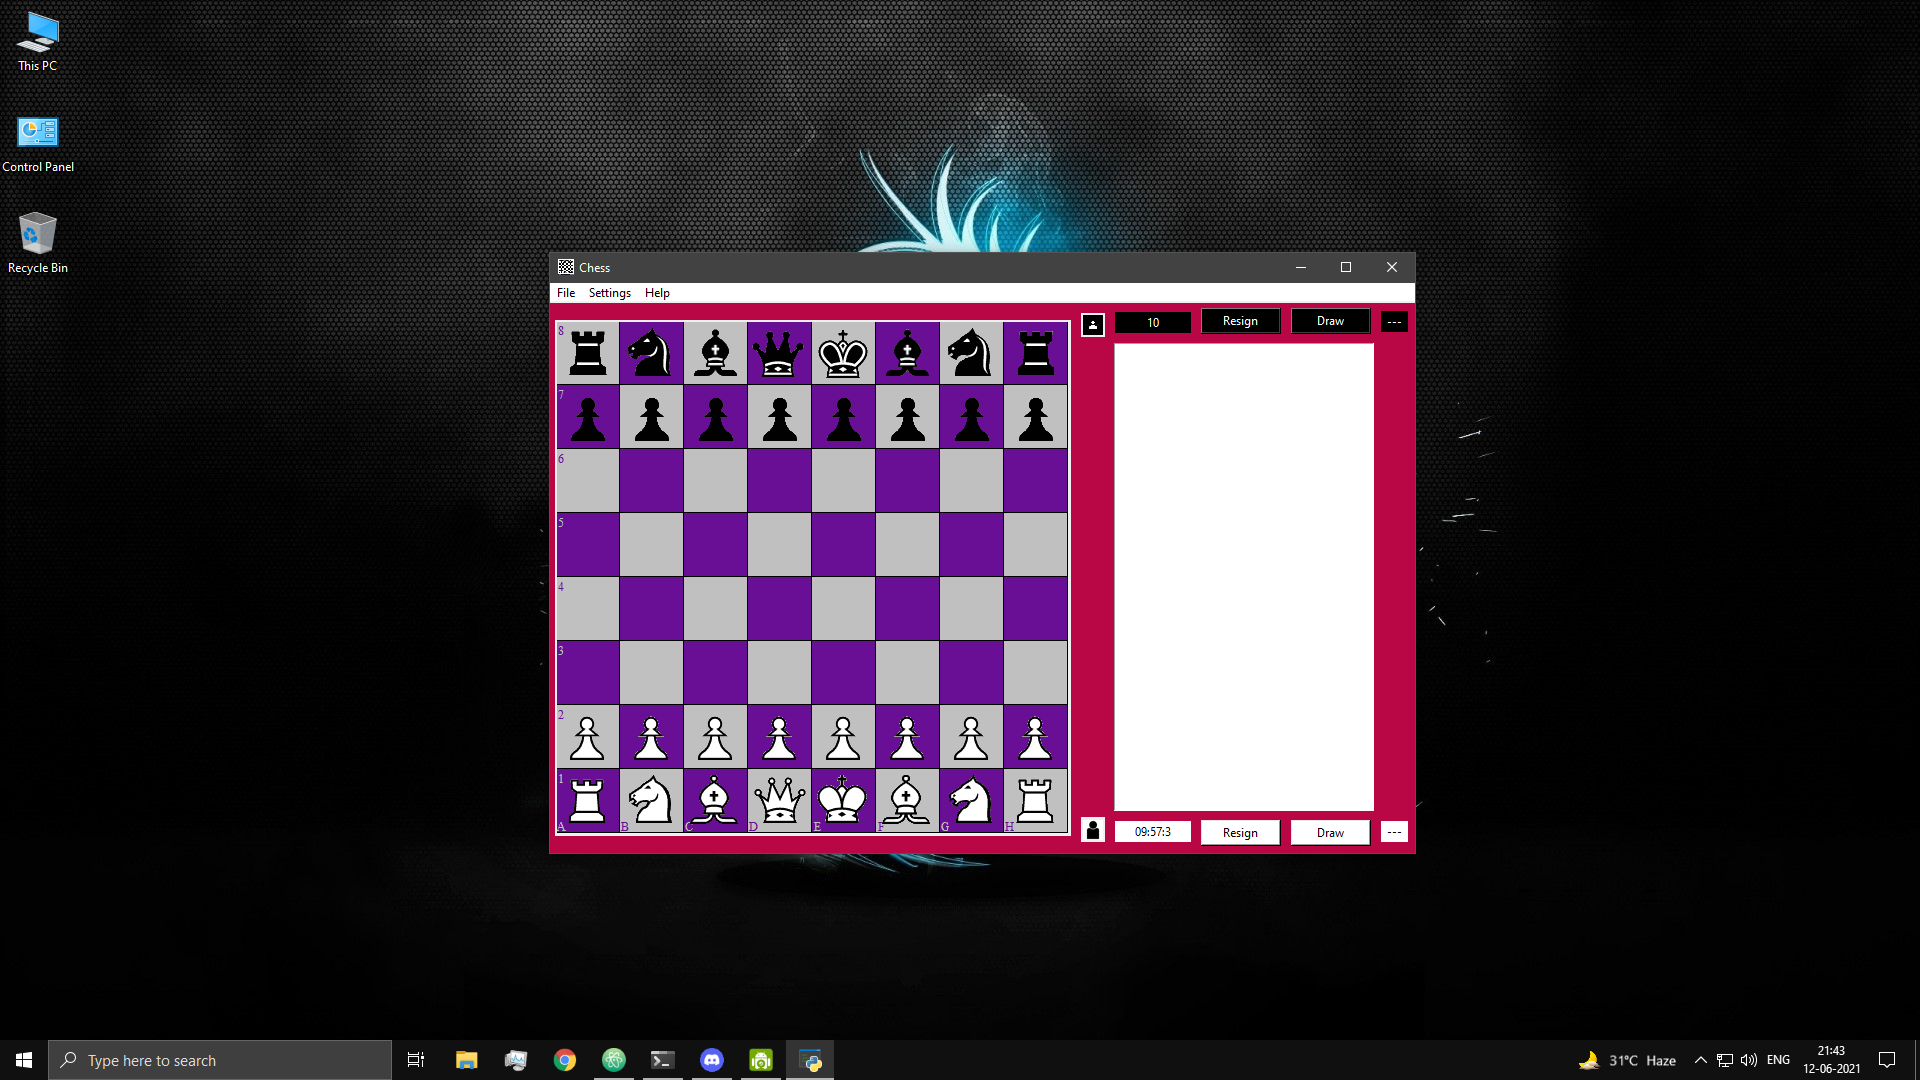 This PC
Control Panel
Recycle Bin
Chess
File Settings Help
10 Resign Draw ---
8
7
6
5
4
3
2
1
A B C D E F G H
09:57:3 Resign Draw ---
Type here to search
31°C Haze
ENG
21:43
12-06-2021